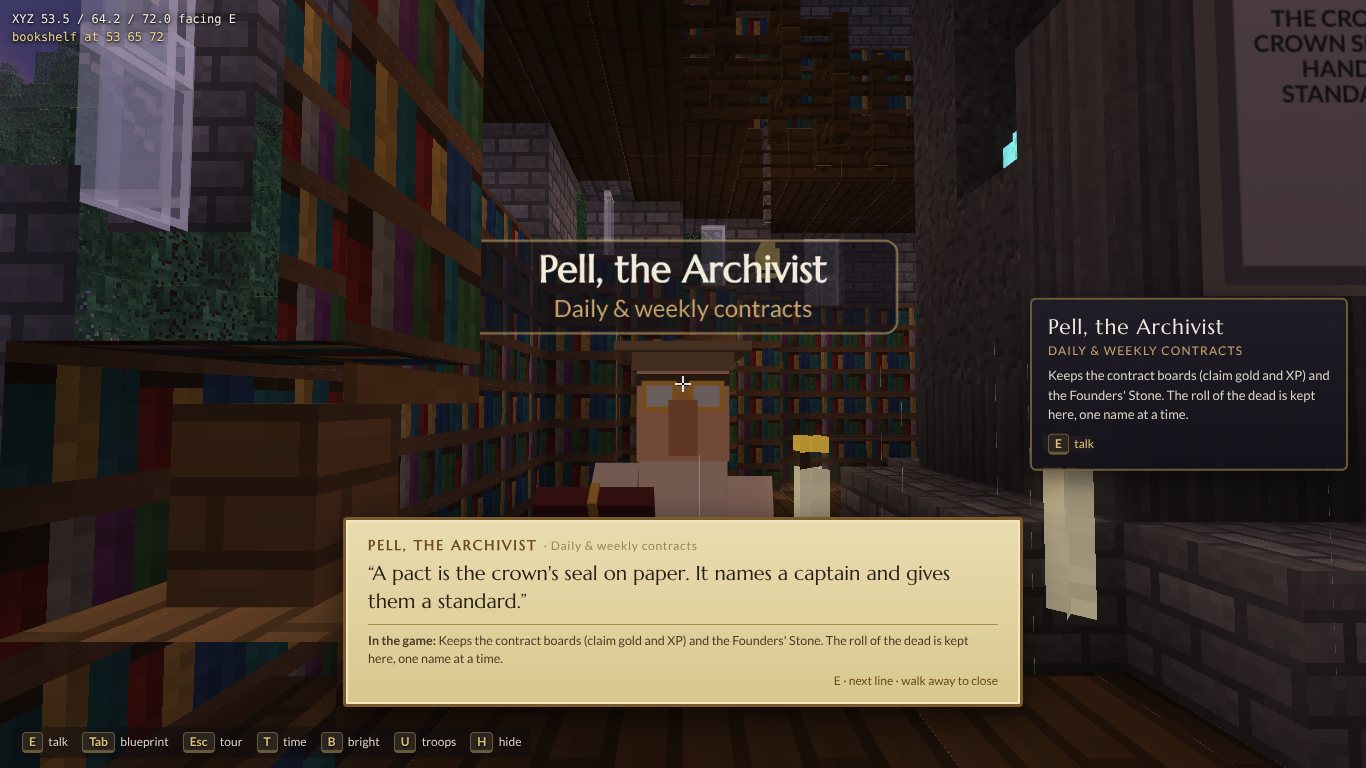 XYZ 53.5 / 64.2 / 72.0 facing E
bookshelf at 53 65 72
THE CRO
CROWN S
HAND
STANDA
Pell, the Archivist
Daily & weekly contracts
Pell, the Archivist
DAILY & WEEKLY CONTRACTS
Keeps the contract boards (claim gold and XP) and
the Founders' Stone. The roll of the dead is kept
here, one name at a time.
E talk
PELL, THE ARCHIVIST · Daily & weekly contracts
“A pact is the crown's seal on paper. It names a captain and gives
them a standard.”
In the game: Keeps the contract boards (claim gold and XP) and the Founders' Stone. The roll of the dead is kept
here, one name at a time.
E · next line · walk away to close
E talk Tab blueprint Esc tour T time B bright U troops H hide